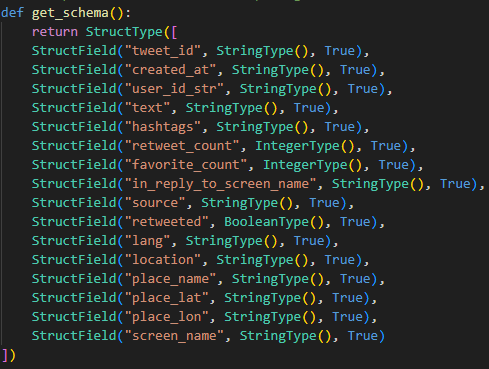 def get_schema():
    return StructType([
    StructField("tweet_id", StringType(), True),
    StructField("created_at", StringType(), True),
    StructField("user_id_str", StringType(), True),
    StructField("text", StringType(), True),
    StructField("hashtags", StringType(), True),
    StructField("retweet_count", IntegerType(), True),
    StructField("favorite_count", IntegerType(), True),
    StructField("in_reply_to_screen_name", StringType(), True),
    StructField("source", StringType(), True),
    StructField("retweeted", BooleanType(), True),
    StructField("lang", StringType(), True),
    StructField("location", StringType(), True),
    StructField("place_name", StringType(), True),
    StructField("place_lat", StringType(), True),
    StructField("place_lon", StringType(), True),
    StructField("screen_name", StringType(), True)
])